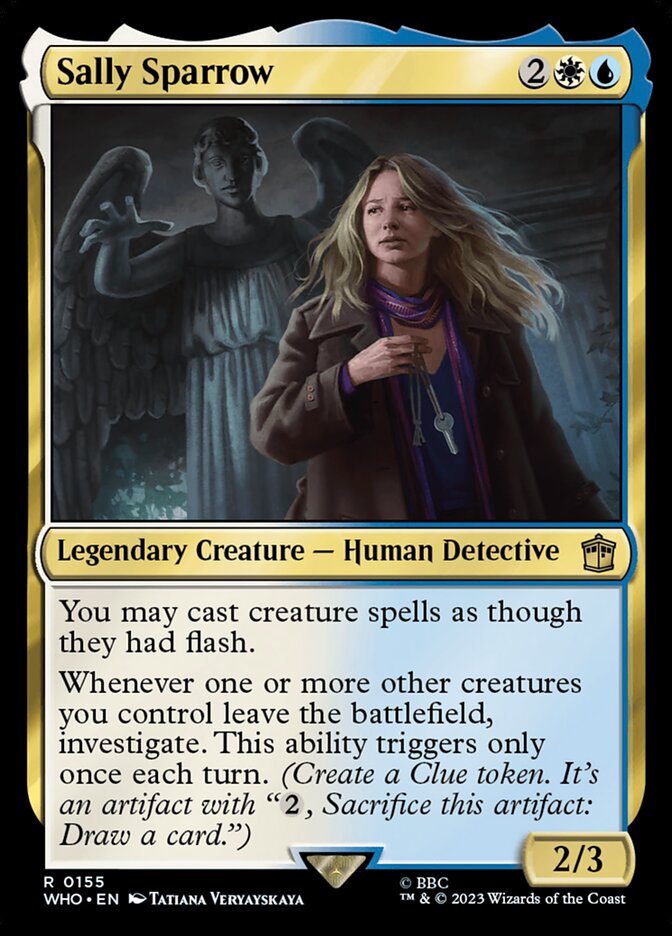 Sally Sparrow 2
Legendary Creature — Human Detective
You may cast creature spells as though
they had flash.
Whenever one or more other creatures
you control leave the battlefield,
investigate. This ability triggers only
once each turn. (Create a Clue token. It's
an artifact with “2, Sacrifice this artifact:
Draw a card.”)
2/3
R 0155
WHO • EN Tatiana Veryayskaya
© BBC
™ & © 2023 Wizards of the Coast